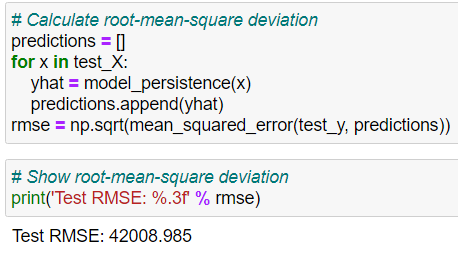 # Calculate root-mean-square deviation
predictions = []
for x in test_X:
    yhat = model_persistence(x)
    predictions.append(yhat)
rmse = np.sqrt(mean_squared_error(test_y, predictions))
# Show root-mean-square deviation
print('Test RMSE: %.3f' % rmse)
Test RMSE: 42008.985